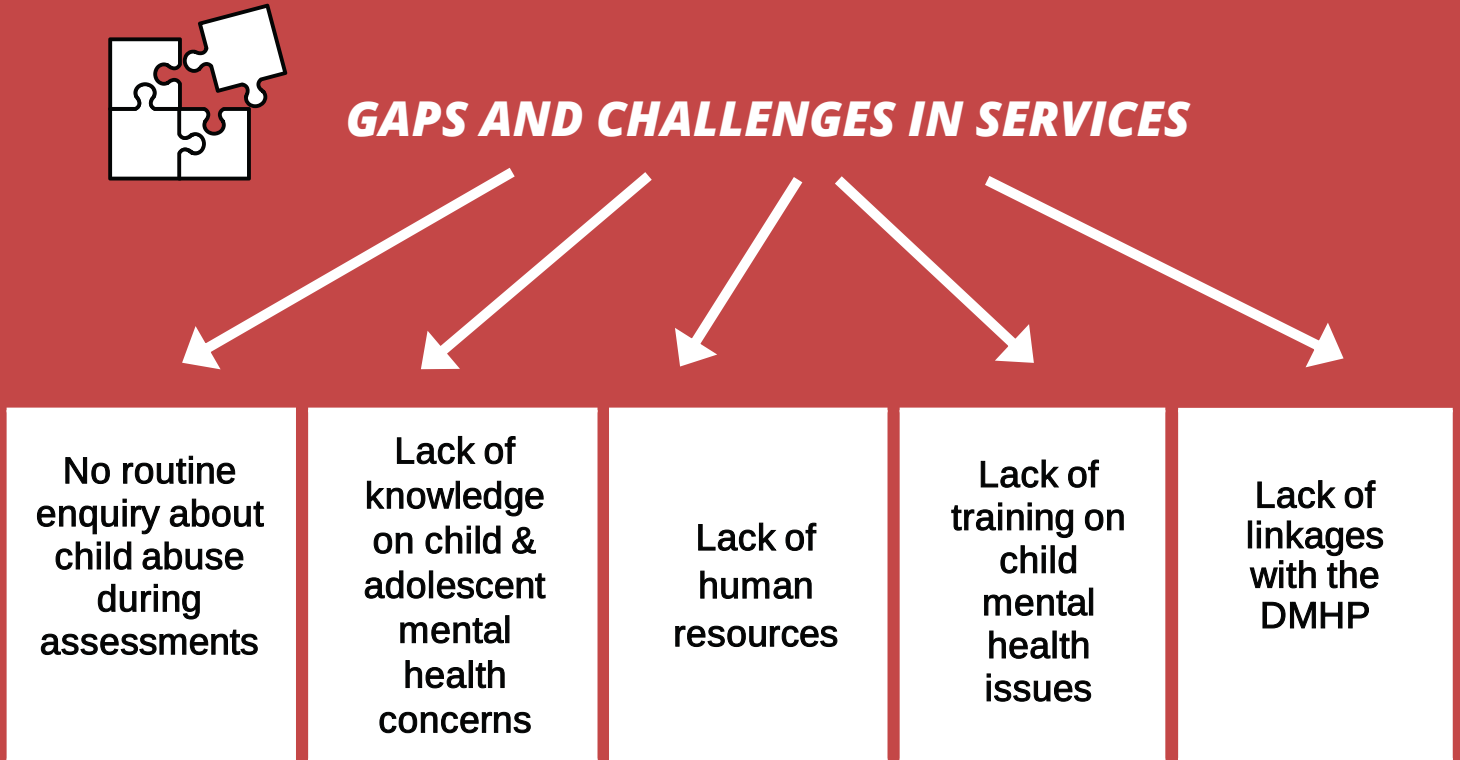 GAPS AND CHALLENGES IN SERVICES
No routine
enquiry about
child abuse
during
assessments
Lack of
knowledge
on child &
adolescent
mental
health
concerns
Lack of
human
resources
Lack of
training on
child
mental
health
issues
Lack of
linkages
with the
DMHP